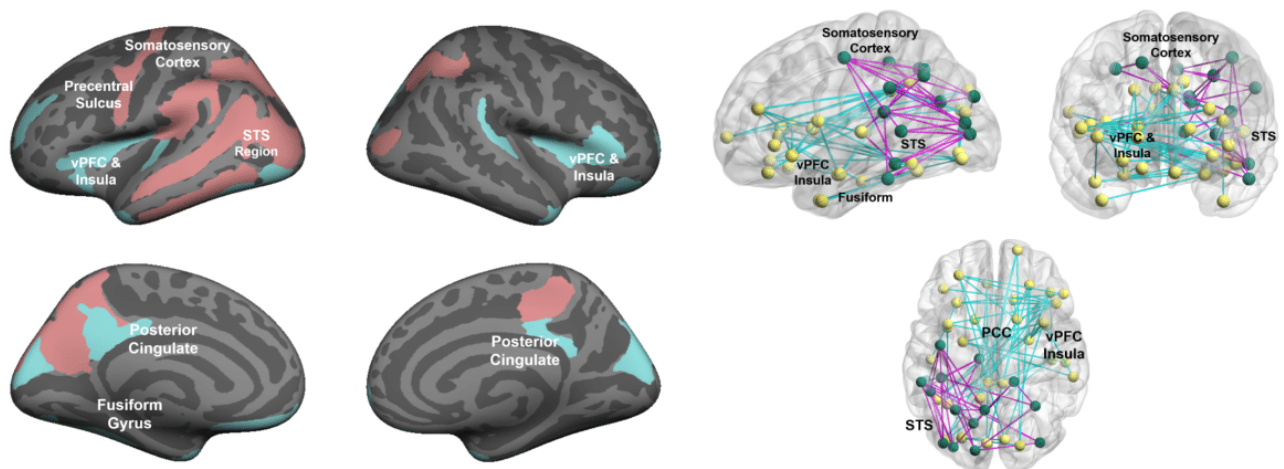 Somatosensory
Cortex
Precentral
Sulcus
STS
Region
vPFC &
Insula
vPFC &
Insula
Posterior
Cingulate
Fusiform
Gyrus
Posterior
Cingulate
Somatosensory
Cortex
STS
vPFC
Insula
Fusiform
Somatosensory
Cortex
STS
vPFC &
Insula
PCC
vPFC
Insula
STS